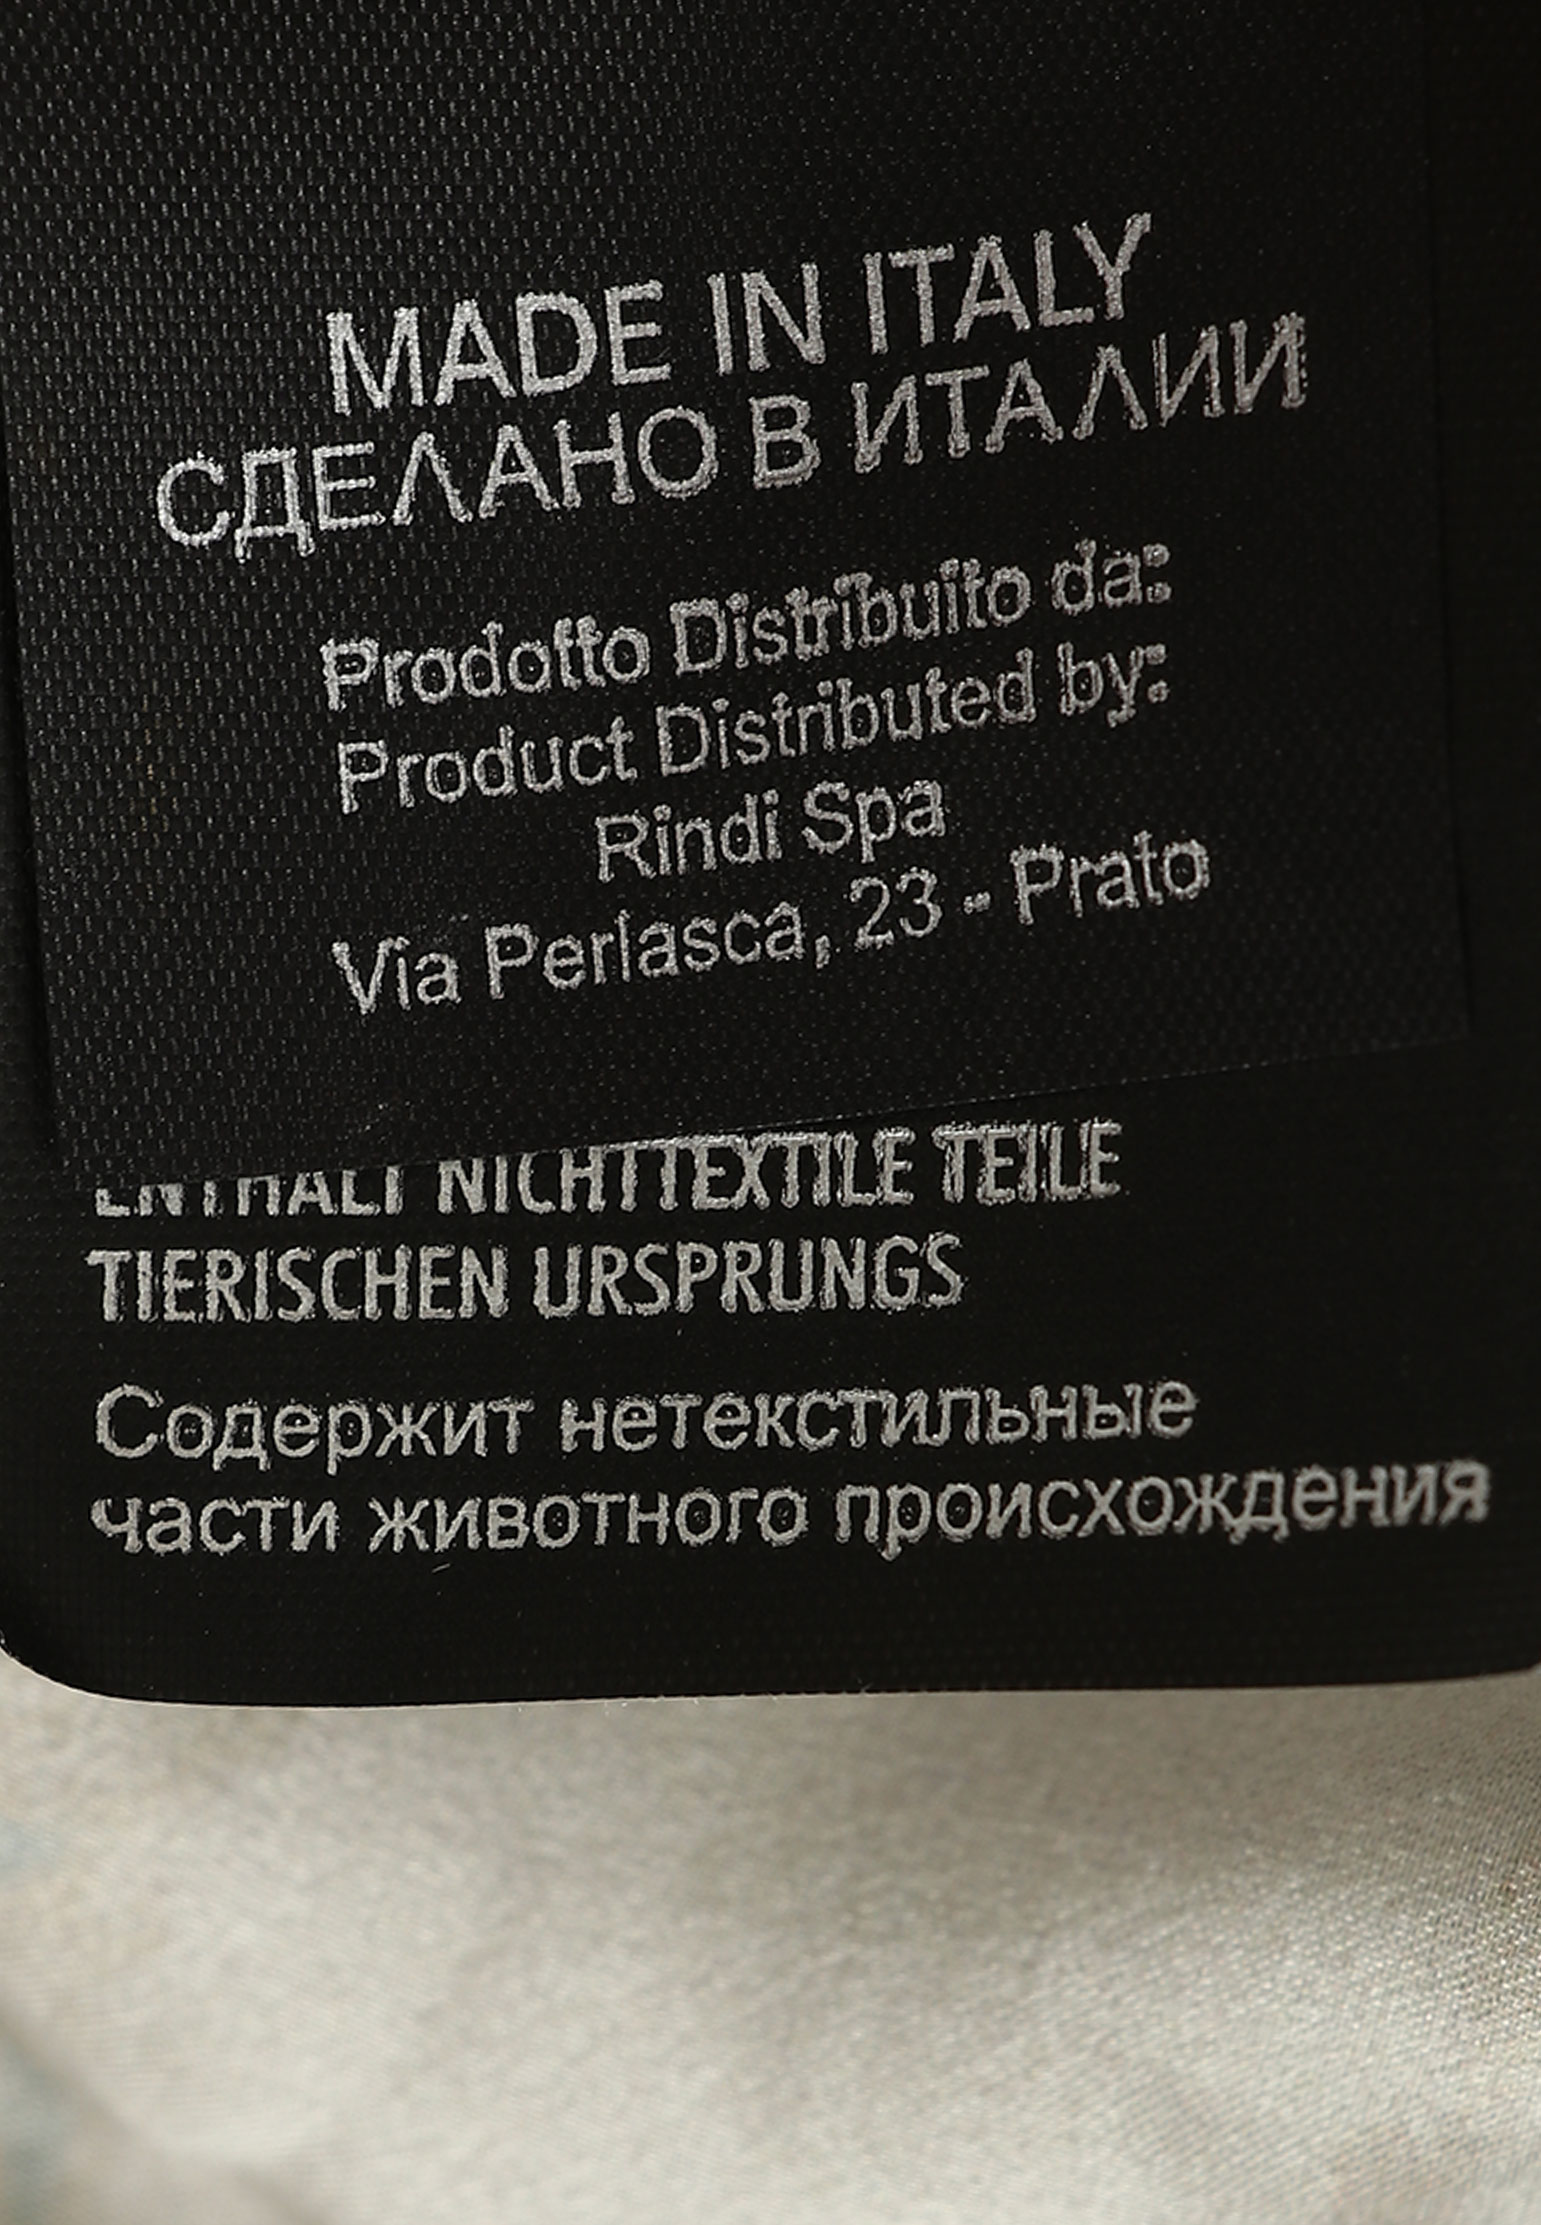 MADE IN ITALY
СДЕЛАНО В ИТАЛИИ
Prodotto Distribuito da:
Product Distributed by:
Rindi Spa
Via Perlasca, 23 - Prato
ENTHÄLT NICHTTEXTILE TEILE
TIERISCHEN URSPRUNGS
Содержит нетекстильные
части животного происхождения